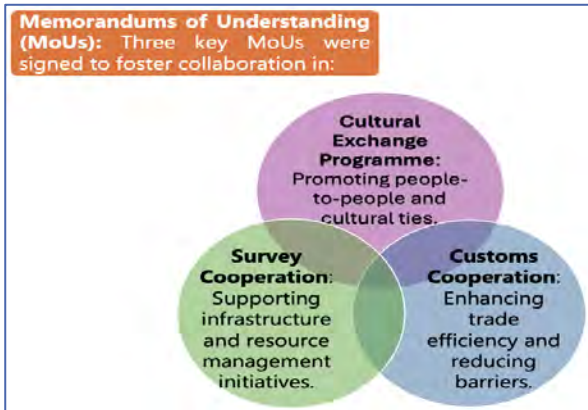 Memorandums of Understanding
(MoUs): Three key MoUs were
signed to foster collaboration in:
Cultural
Exchange
Programme:
Promoting people-
to-people and
cultural ties.
Survey
Cooperation:
Supporting
infrastructure
and resource
management
initiatives.
Customs
Cooperation:
Enhancing
trade
efficiency and
reducing
barriers.